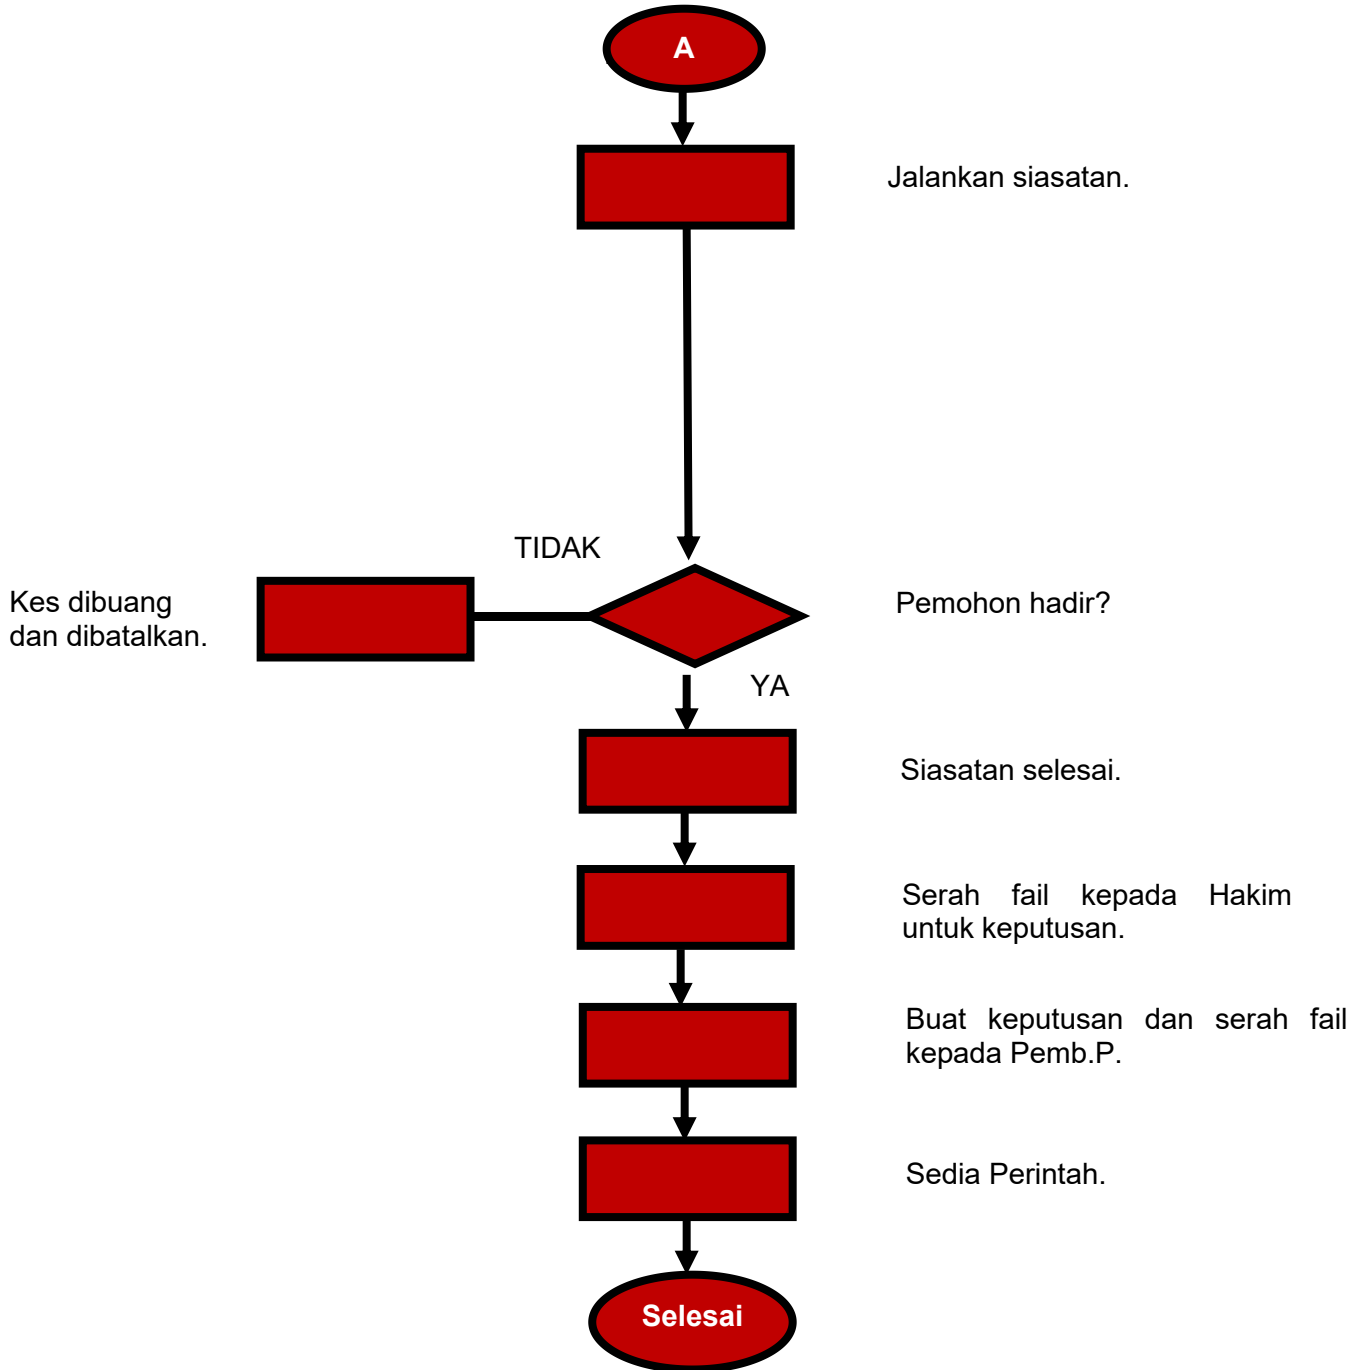 A
Jalankan siasatan.
TIDAK
Kes dibuang
dan dibatalkan.
Pemohon hadir?
YA
Siasatan selesai.
Serah fail kepada Hakim
untuk keputusan.
Buat keputusan dan serah fail
kepada Pemb.P.
Sedia Perintah.
Selesai